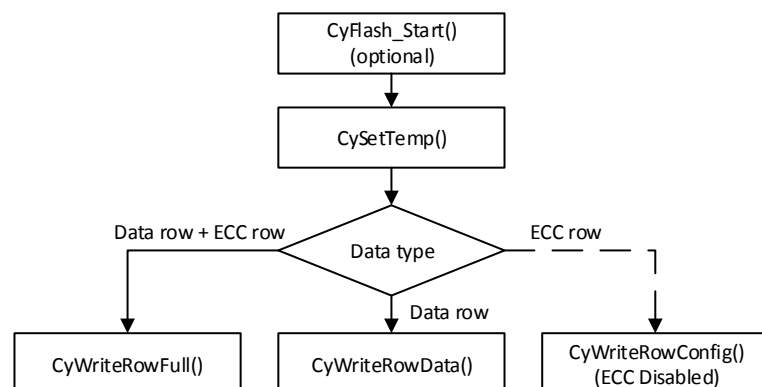 CyFlash_Start()
(optional)
CySetTemp()
Data row + ECC row
Data type
ECC row
Data row
CyWriteRowFull()
CyWriteRowData()
CyWriteRowConfig()
(ECC Disabled)